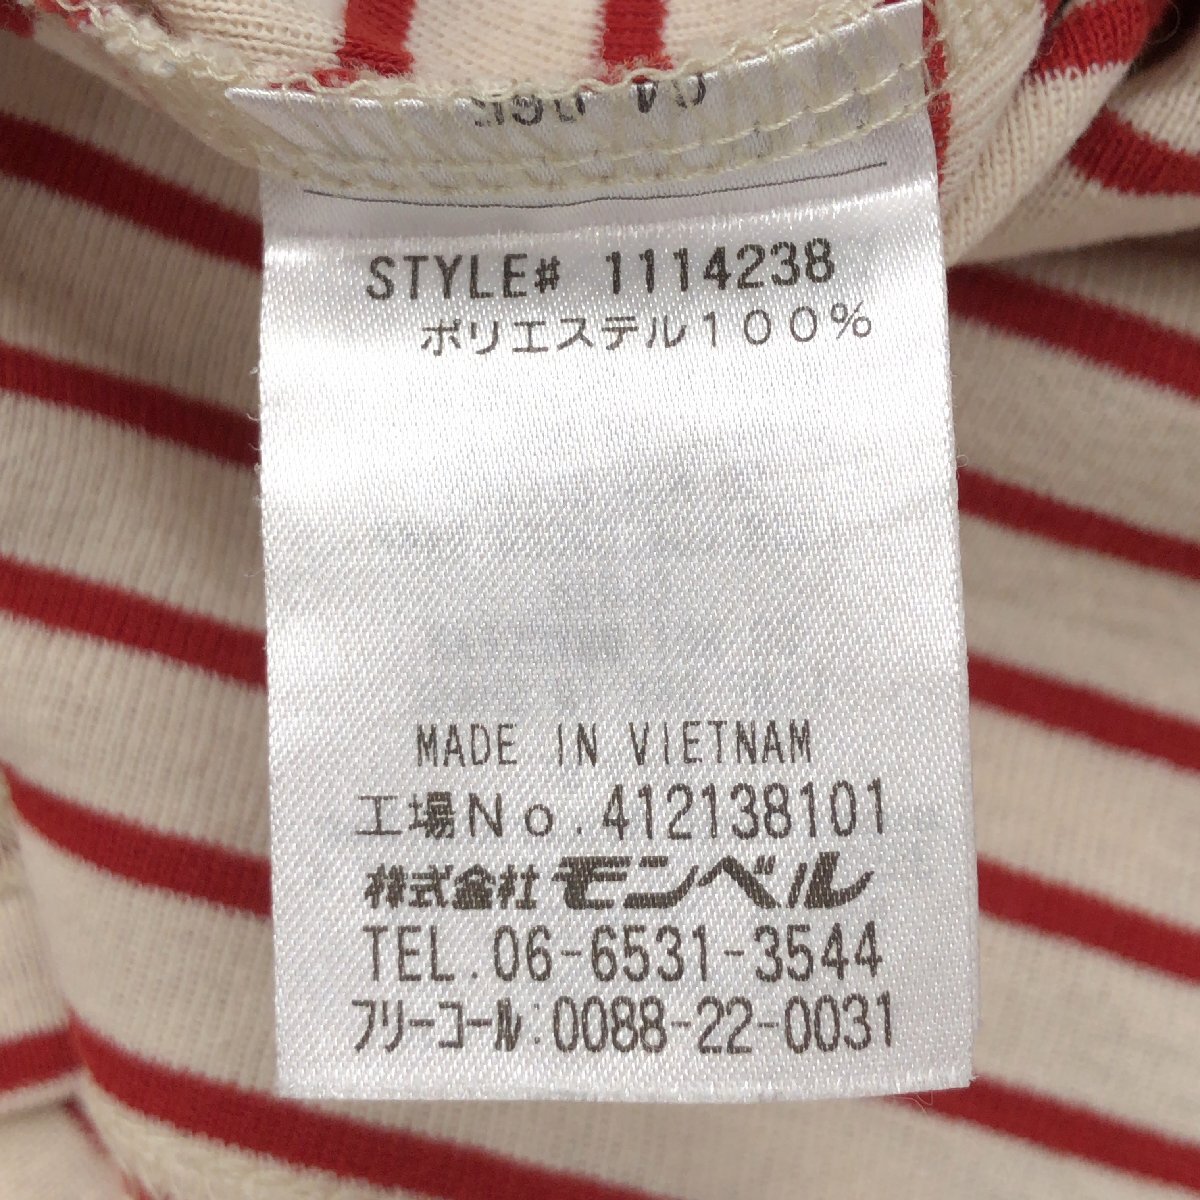 STYLE# 1114238
ポリエステル100%
MADE IN VIETNAM
工場No.412138101
株式会社 モンベル
TEL.06-6531-3544
フリーコール:0088-22-0031